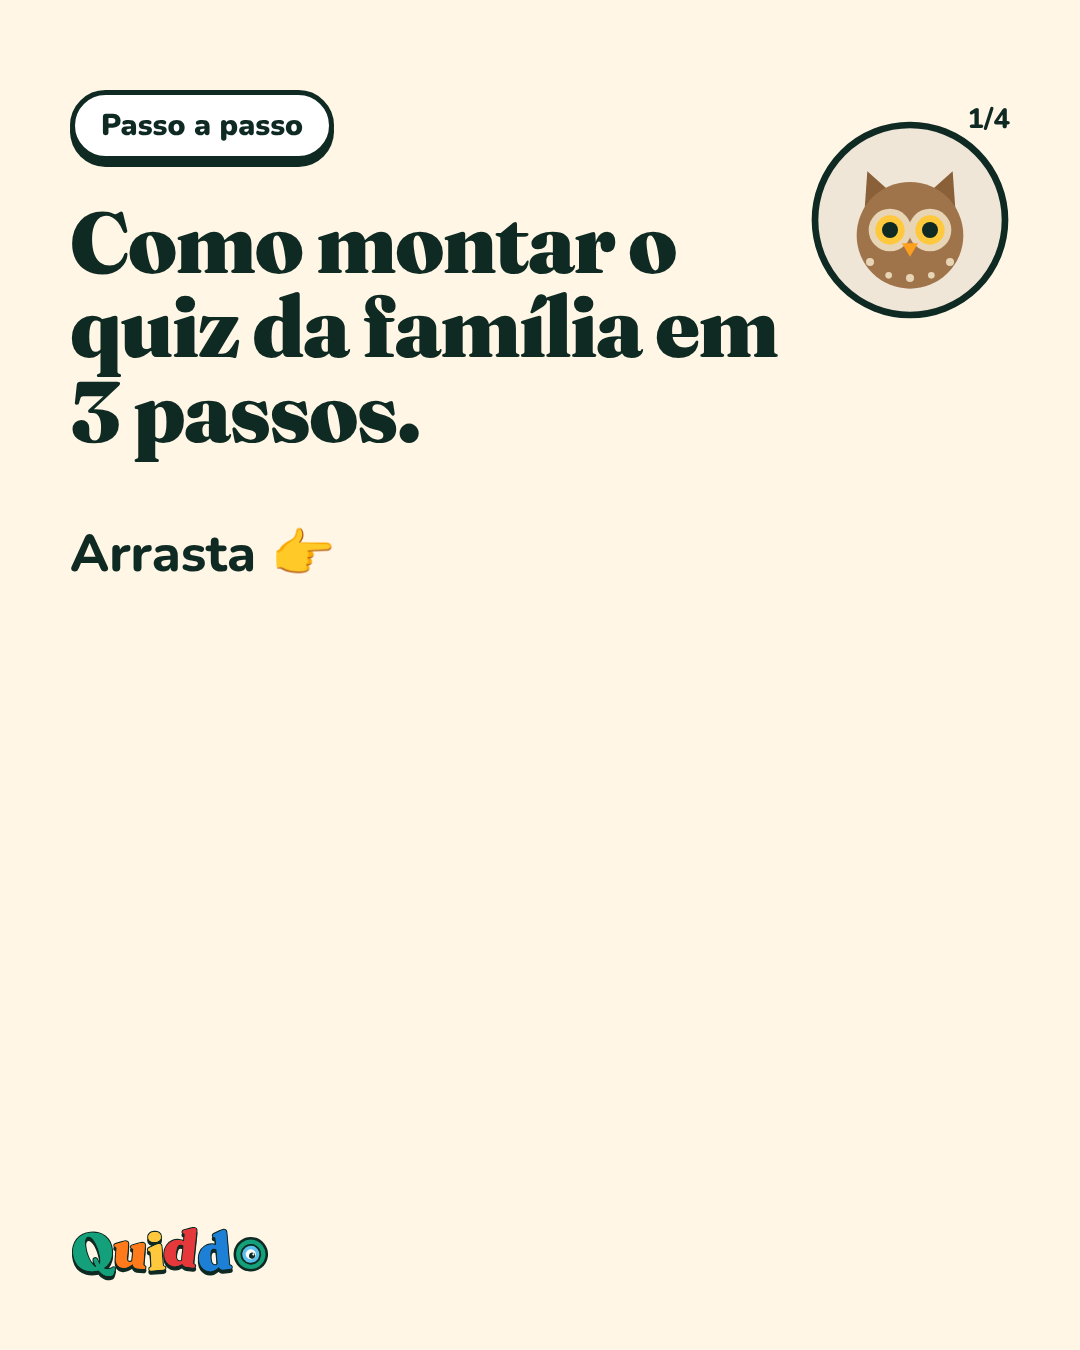 Passo a passo
1/4
Como montar o
quiz da família em
3 passos.
Arrasta 👉
Quiddo